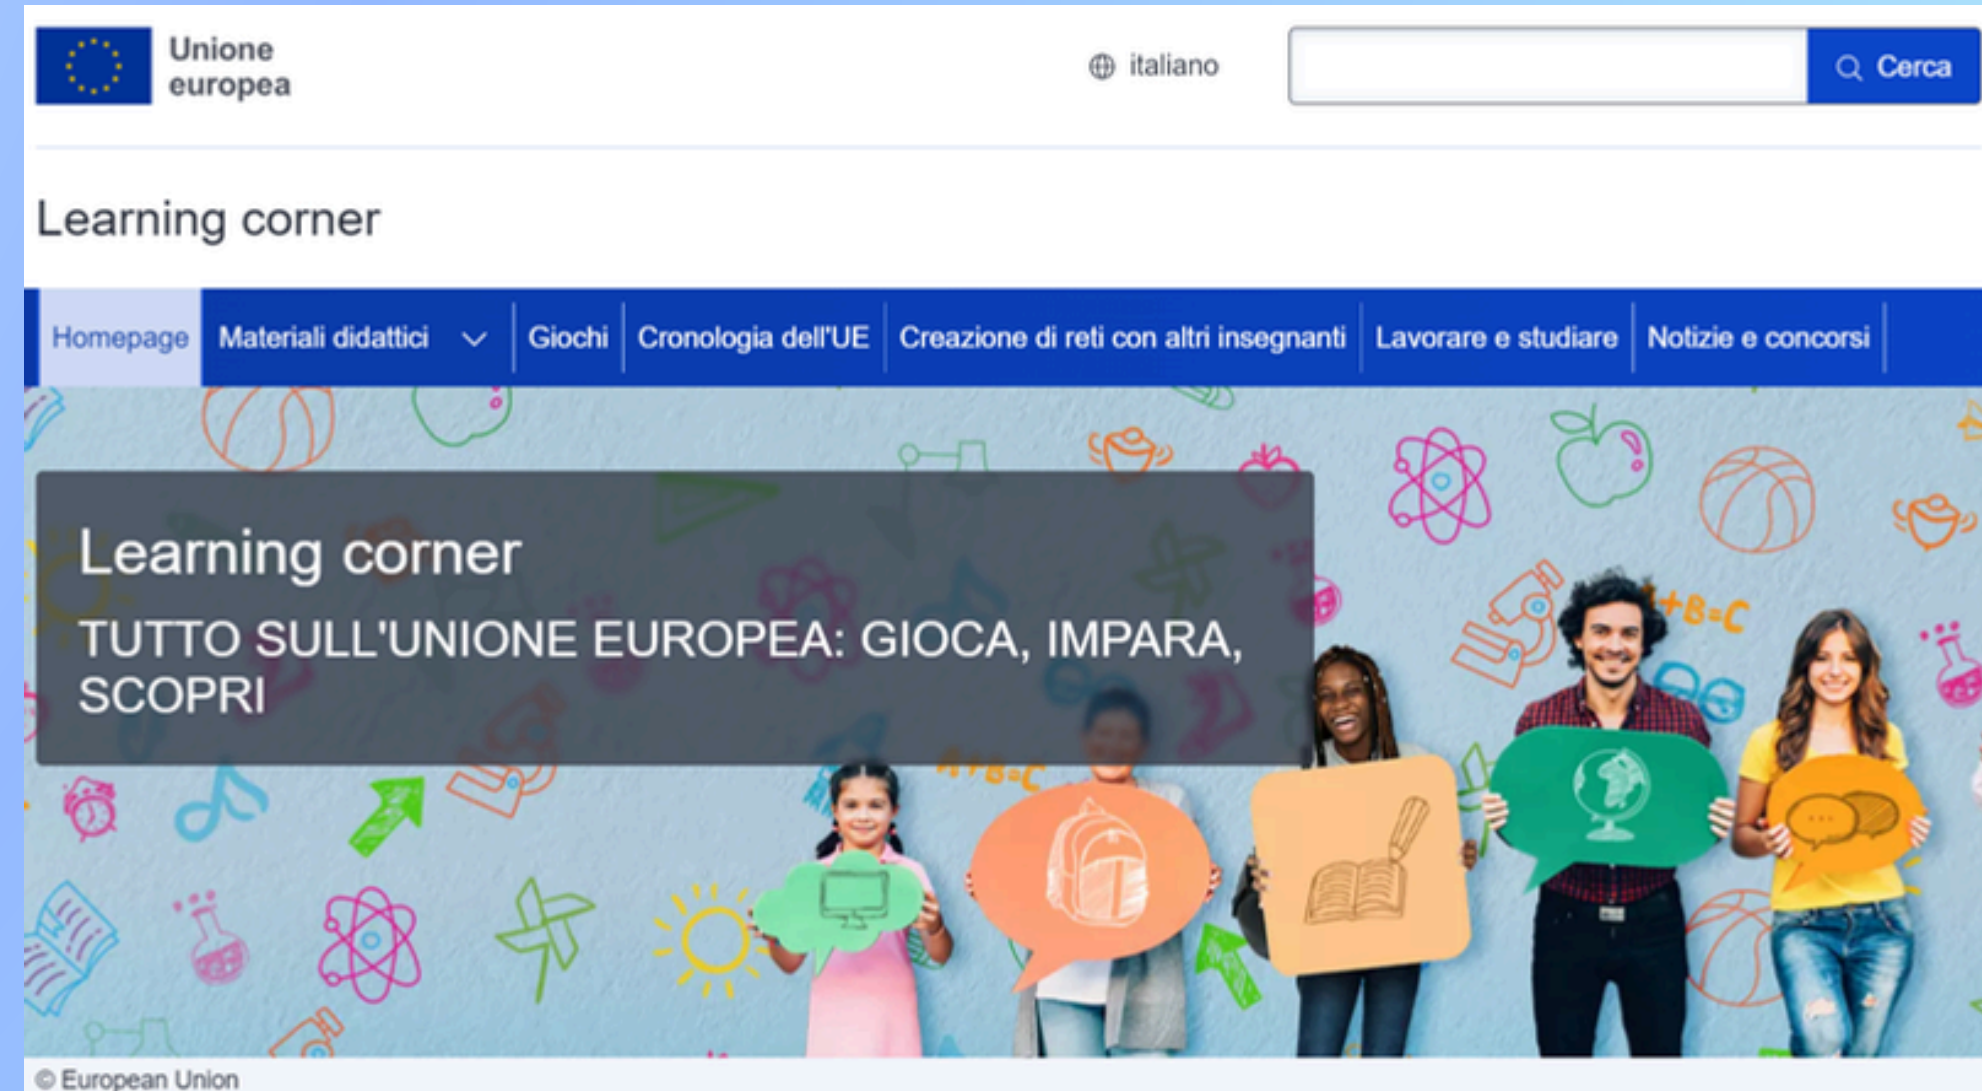 Unione
europea
italiano
Cerca
Learning corner
Homepage Materiali didattici Giochi Cronologia dell'UE Creazione di reti con altri insegnanti Lavorare e studiare Notizie e concorsi
Learning corner
TUTTO SULL'UNIONE EUROPEA: GIOCA, IMPARA,
SCOPRI
A+B=C
A+B=C
© European Union